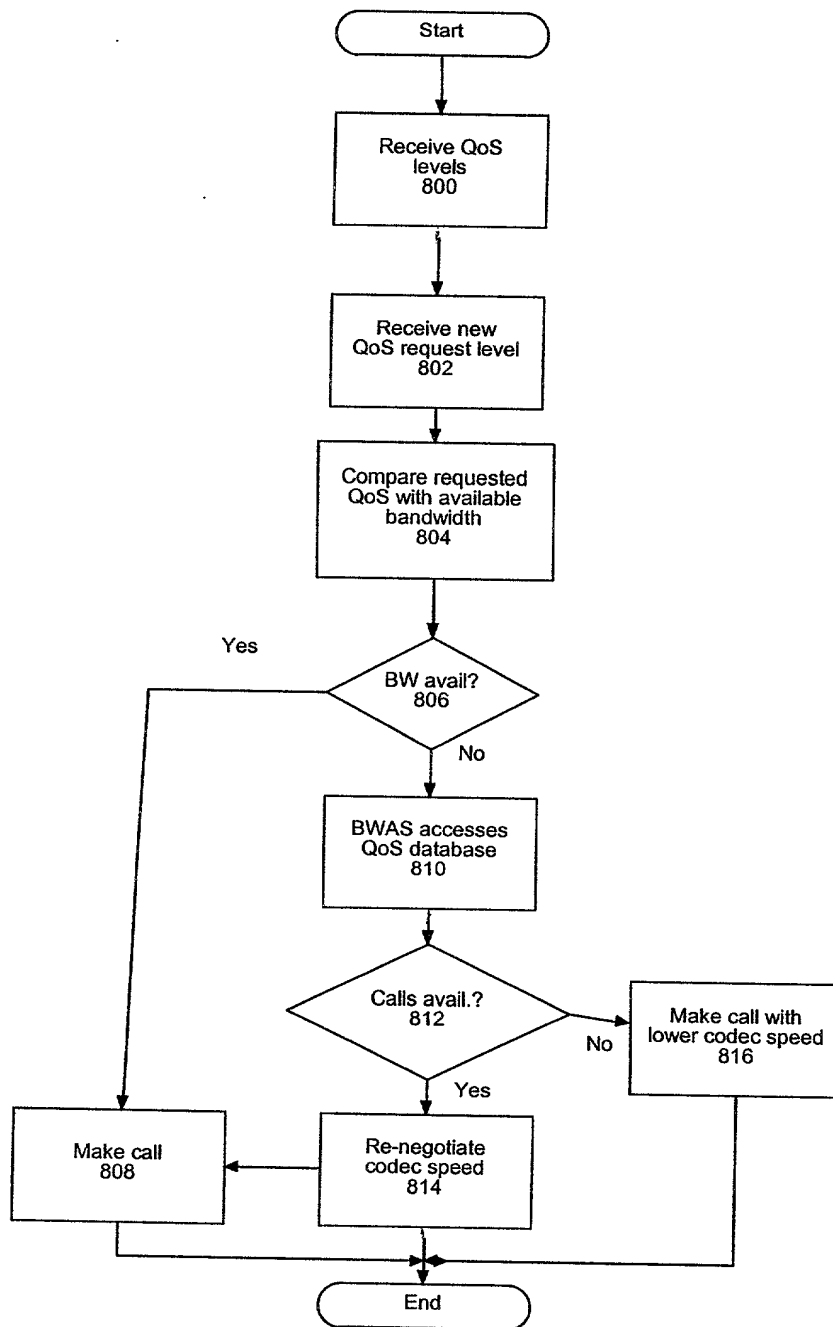 Start
Receive QoS
levels
800
Receive new
QoS request level
802
Compare requested
QoS with available
bandwidth
804
Yes
BW avail?
806
No
BWAS accesses
QoS database
810
Calls avail.?
812
No
Make call with
lower codec speed
816
Yes
Make call
808
Re-negotiate
codec speed
814
End